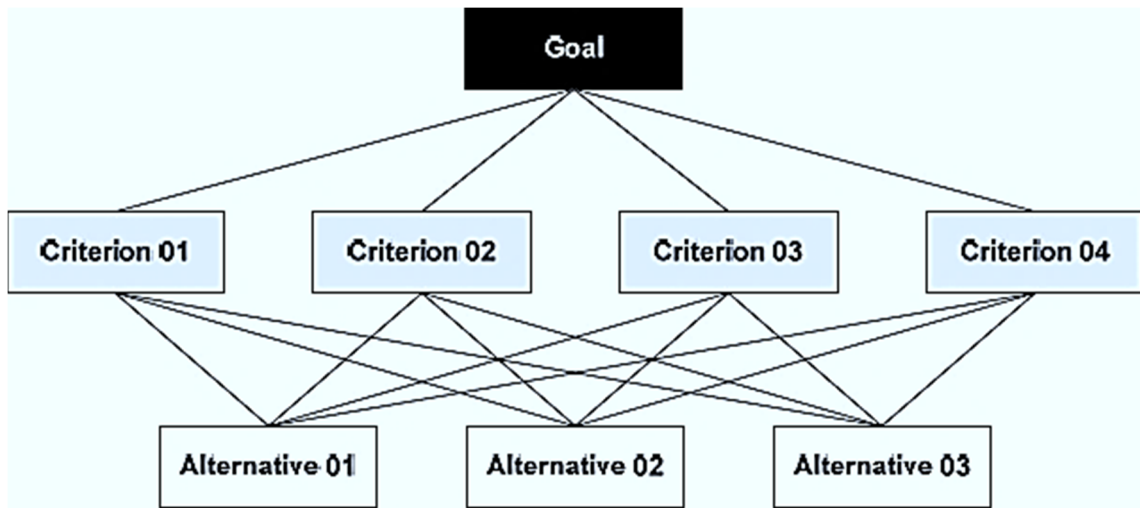 Goal
Criterion 01
Criterion 02
Criterion 03
Criterion 04
Alternative 01
Alternative 02
Alternative 03